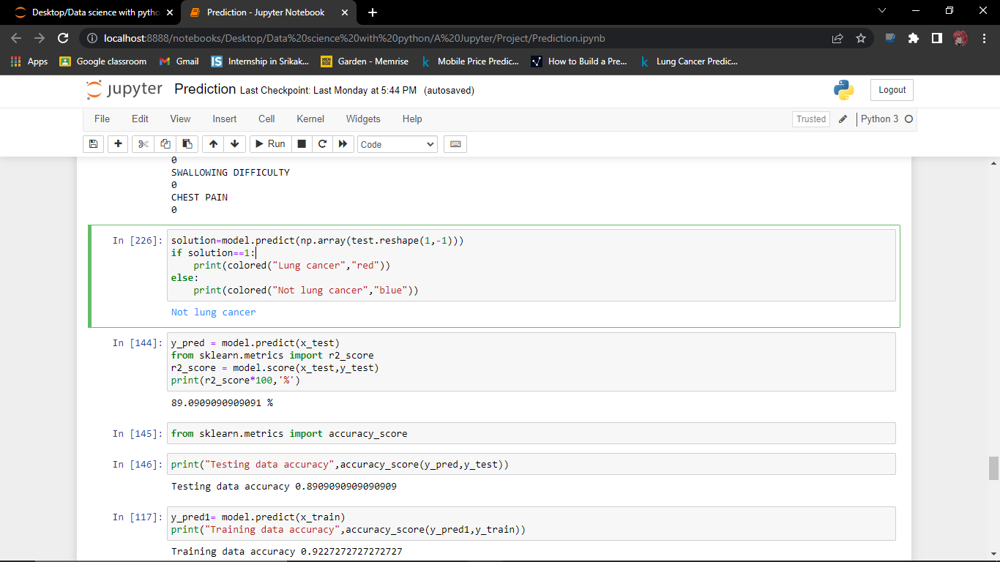 Desktop/Data science with pytho
Prediction - Jupyter Notebook
localhost:8888/notebooks/Desktop/Data%20science%20with%20python/A%20Jupyter/Project/Prediction.ipynb
Apps
Google classroom
Gmail
IS
Internship in Srikak...
MEM
RISE
Garden - Memrise
k
Mobile Price Predic...
How to Build a Pre...
k
Lung Cancer Predic...
jupyter
Prediction Last Checkpoint: Last Monday at 5:44 PM (autosaved)
Logout
File Edit View Insert Cell Kernel Widgets Help
Trusted
Python 3
Run
Code
0
SWALLOWING DIFFICULTY
0
CHEST PAIN
0
In [226]: solution=model.predict(np.array(test.reshape(1,-1)))
if solution==1:
    print(colored("Lung cancer","red"))
else:
    print(colored("Not lung cancer","blue"))
Not lung cancer
In [144]: y_pred = model.predict(x_test)
from sklearn.metrics import r2_score
r2_score = model.score(x_test,y_test)
print(r2_score*100,'%')
89.0909090909091 %
In [145]: from sklearn.metrics import accuracy_score
In [146]: print("Testing data accuracy",accuracy_score(y_pred,y_test))
Testing data accuracy 0.8909090909090909
In [117]: y_pred1= model.predict(x_train)
print("Training data accuracy",accuracy_score(y_pred1,y_train))
Training data accuracy 0.9227272727272727